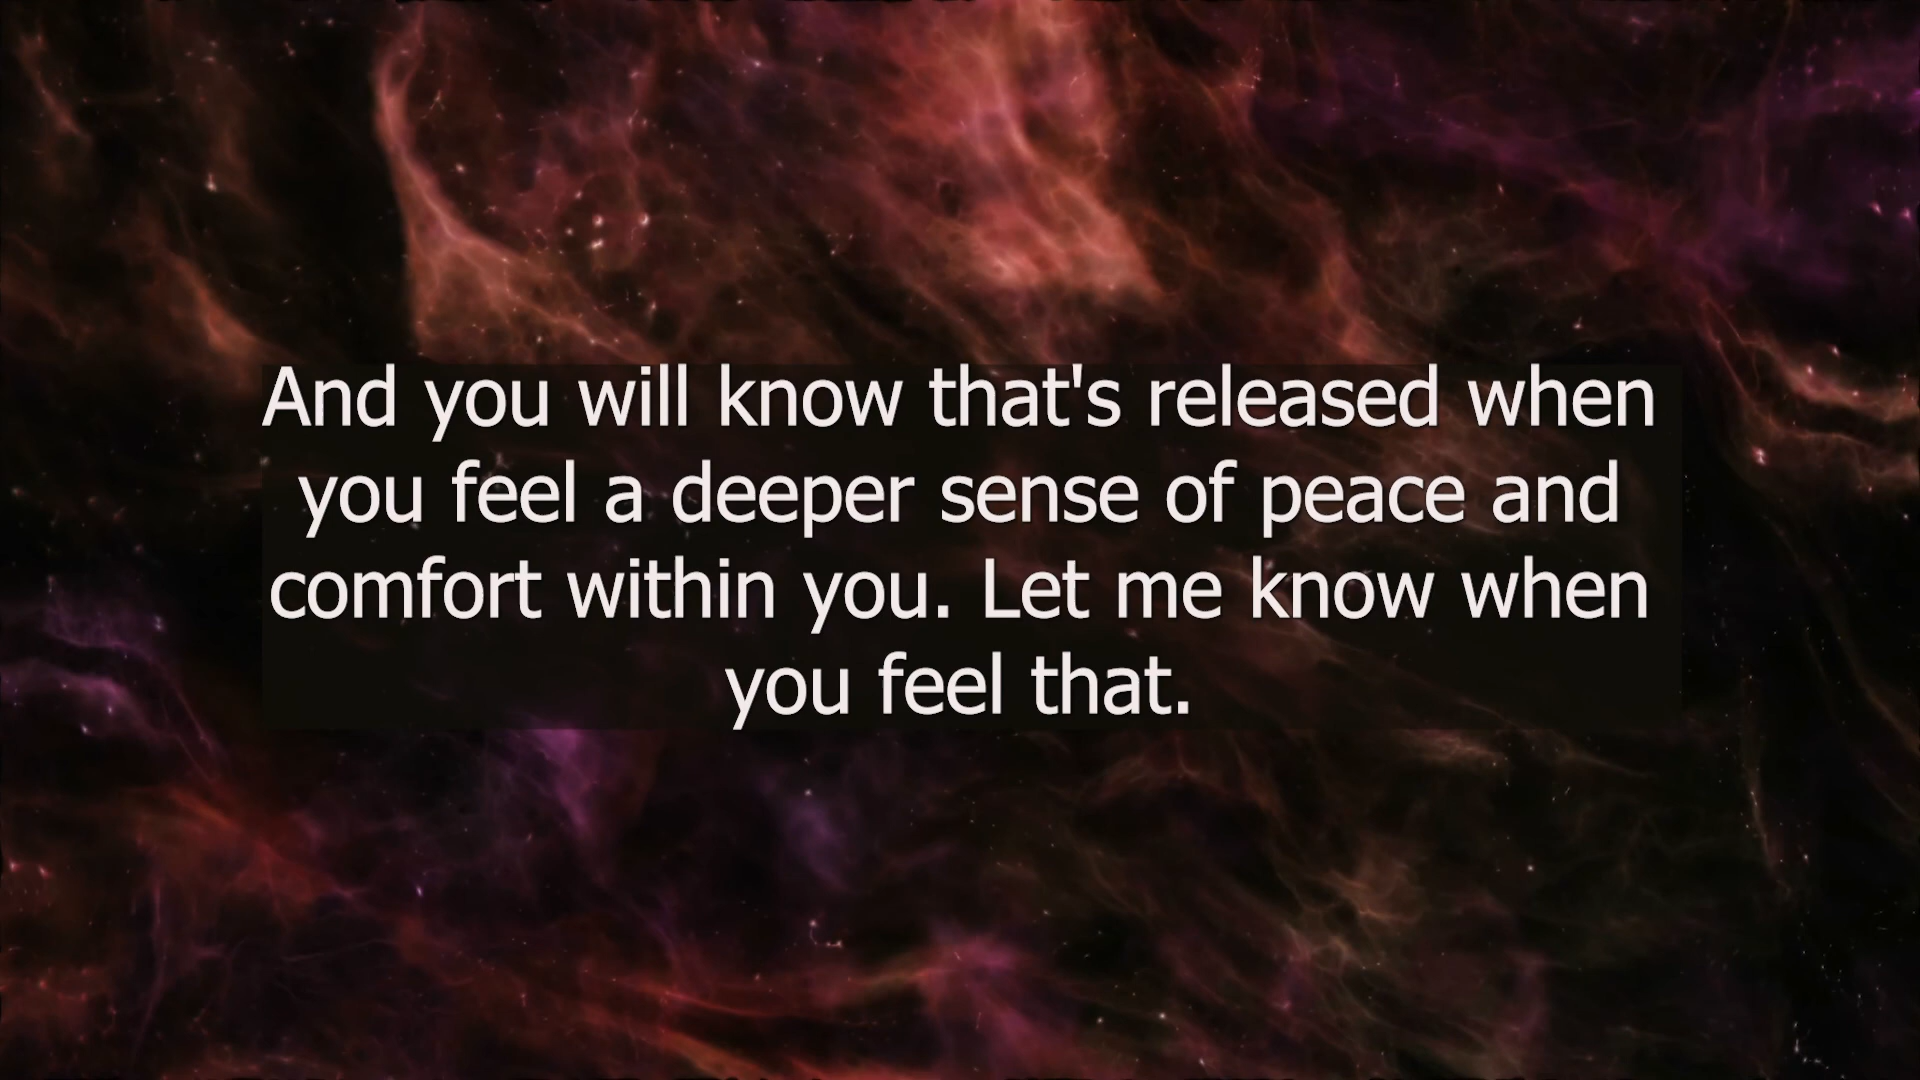 And you will know that's released when
you feel a deeper sense of peace and
comfort within you. Let me know when
you feel that.